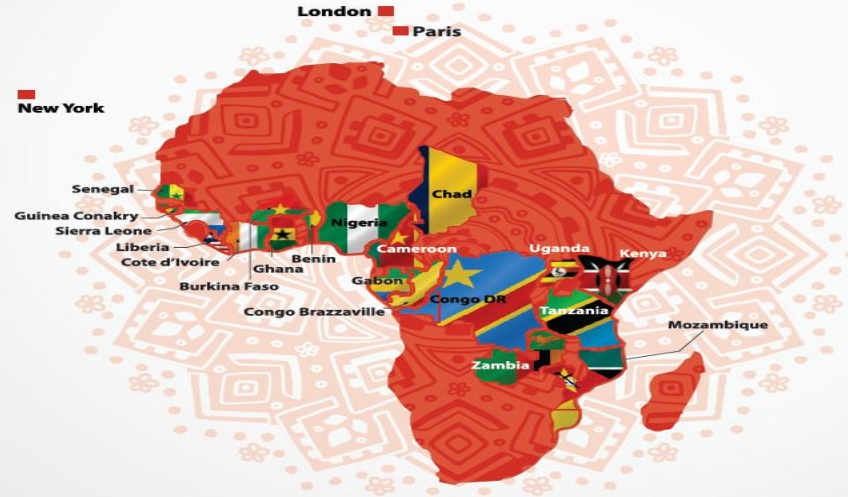 London
Paris
New York
Senegal
Chad
Guinea Conakry
Nigeria
Sierra Leone
Liberia
Cameroon
Uganda
Kenya
Cote d'Ivoire
Benin
Ghana
Gabon
Burkina Faso
Congo DR
Congo Brazzaville
Tanzania
Mozambique
Zambia